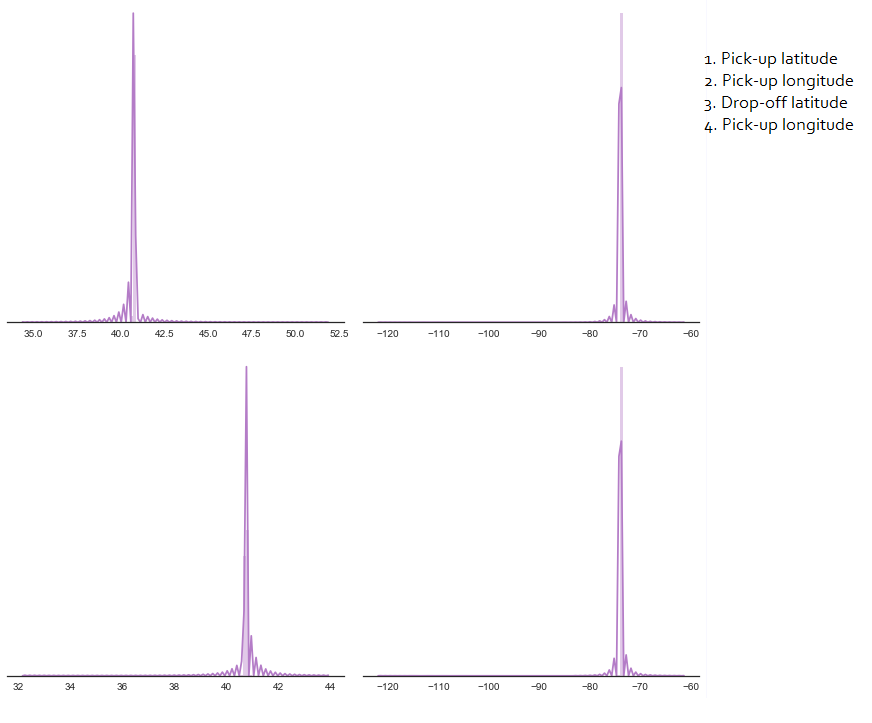 1. Pick-up latitude
2. Pick-up longitude
3. Drop-off latitude
4. Pick-up longitude
35.0 37.5 40.0 42.5 45.0 47.5 50.0 52.5
−120 −110 −100 −90 −80 −70 −60
32 34 36 38 40 42 44
−120 −110 −100 −90 −80 −70 −60